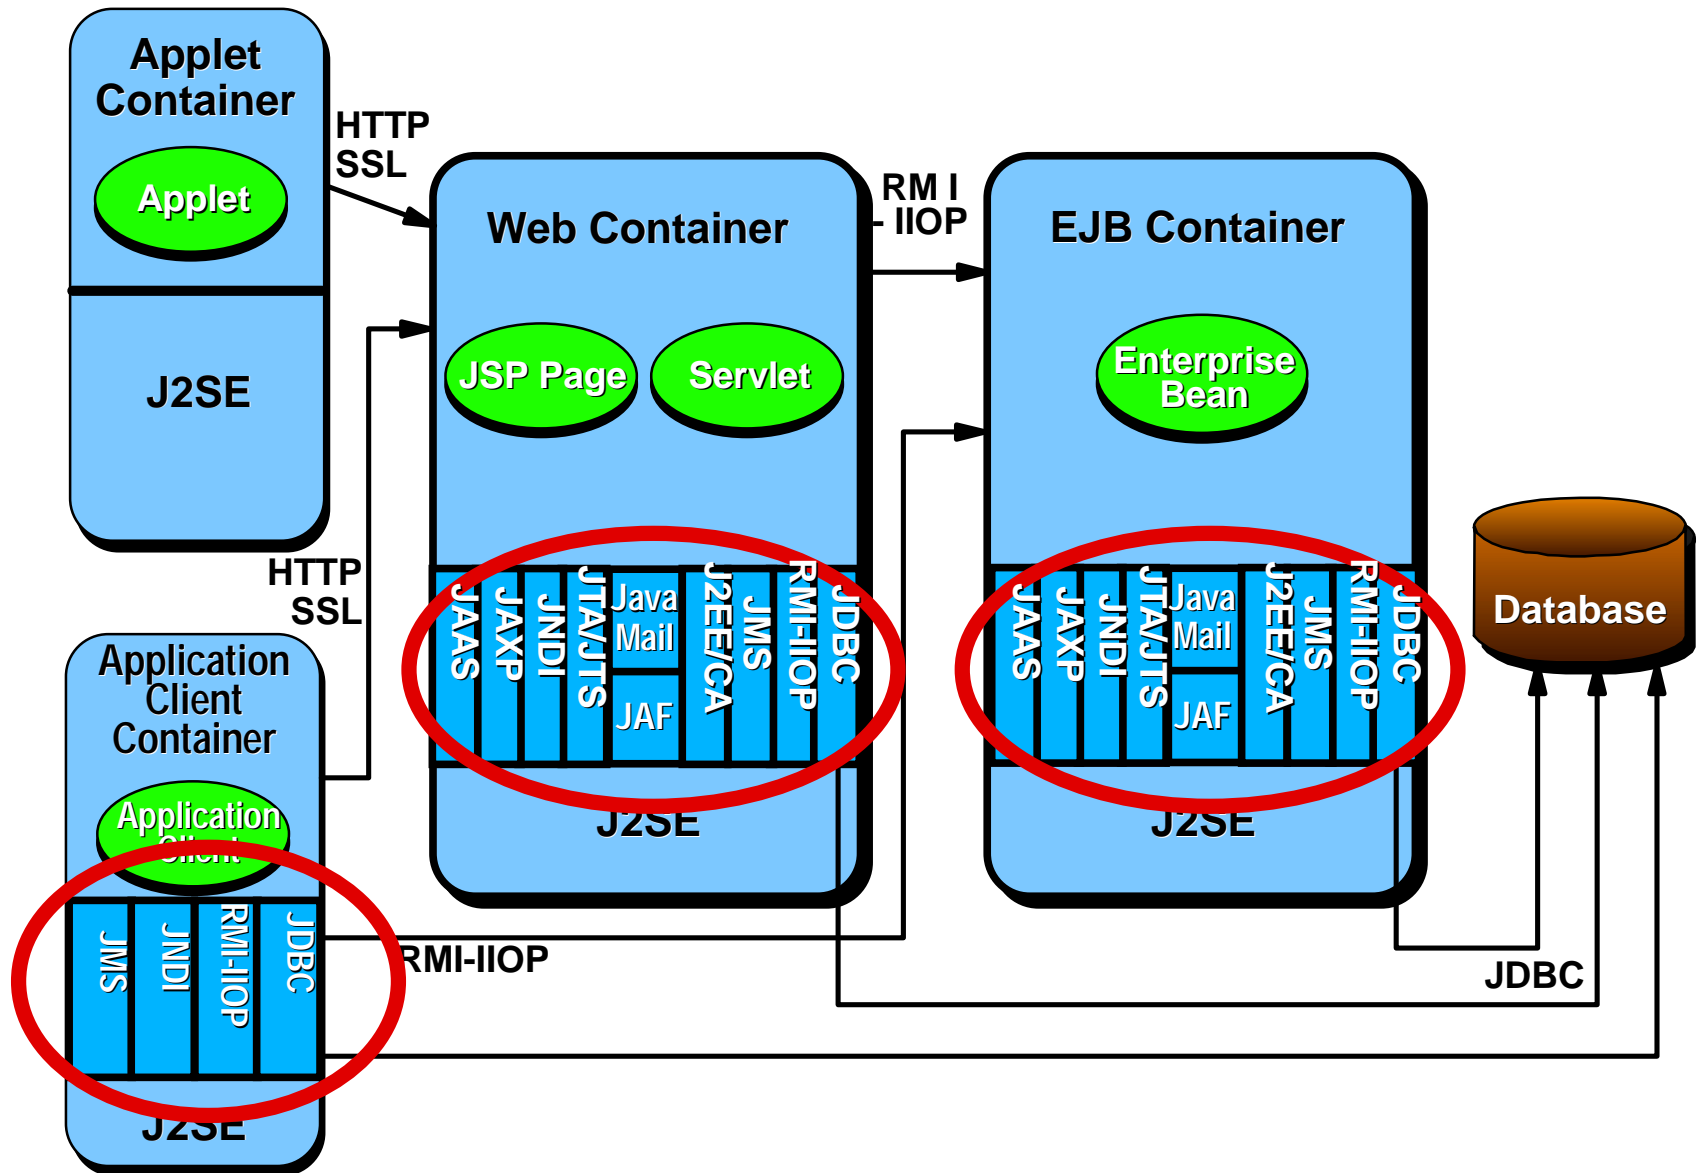 Applet
Container
Applet
J2SE
HTTP
SSL
Web Container
JSP Page
Servlet
JAAS
JAXP
JNDI
JTA/JTS
Java
Mail
JAF
J2EE/CA
JMS
RMI-IIOP
JDBC
J2SE
RM I
- IIOP
EJB Container
Enterprise
Bean
JAAS
JAXP
JNDI
JTA/JTS
Java
Mail
JAF
J2EE/CA
JMS
RMI-IIOP
JDBC
J2SE
Database
HTTP
SSL
Application
Client
Container
Application
Client
JMS
JNDI
RMI-IIOP
JDBC
J2SE
RMI-IIOP
JDBC